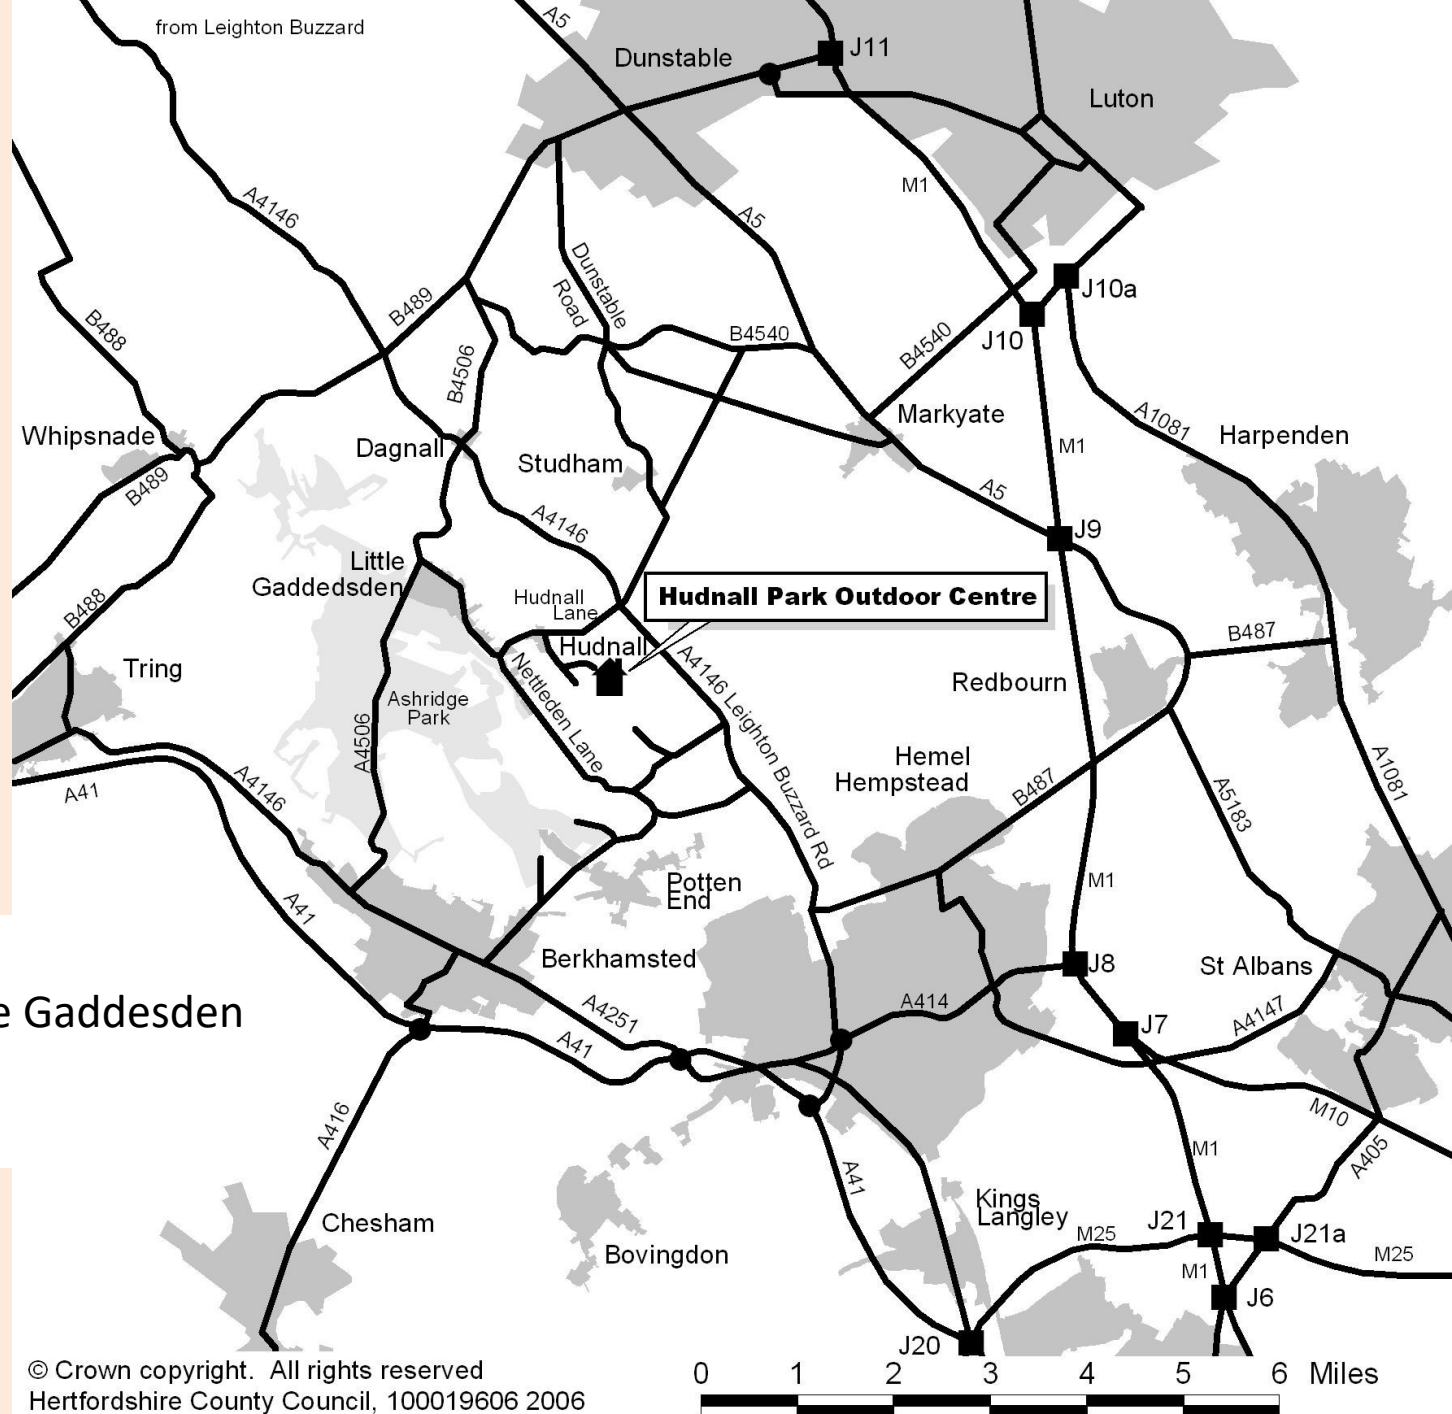 from Leighton Buzzard
A5
Dunstable
J11
Luton
M1
A4146
A5
Dunstable
Road
B489
J10a
B488
B4506
B4540
B4540
J10
Whipsnade
Dagnall
Markyate
A1081
Harpenden
M1
Studham
B489
A5
A4146
J9
Little
Gaddedsden
B488
Hudnall
Lane
Hudnall Park Outdoor Centre
Hudnall
B487
Tring
Nettleden Lane
A4146 Leighton Buzzard Rd
Redbourn
Ashridge
Park
A4506
Hemel
Hempstead
A41
A4146
B487
A5183
A1081
Potten
End
M1
A41
Berkhamsted
J8
St Albans
e Gaddesden
A4251
A414
A4147
A41
J7
A416
M10
A405
M1
A41
Chesham
Kings
Langley
J21
J21a
Bovingdon
M25
M25
M1
J6
J20
© Crown copyright. All rights reserved
Hertfordshire County Council, 100019606 2006
0 1 2 3 4 5 6 Miles